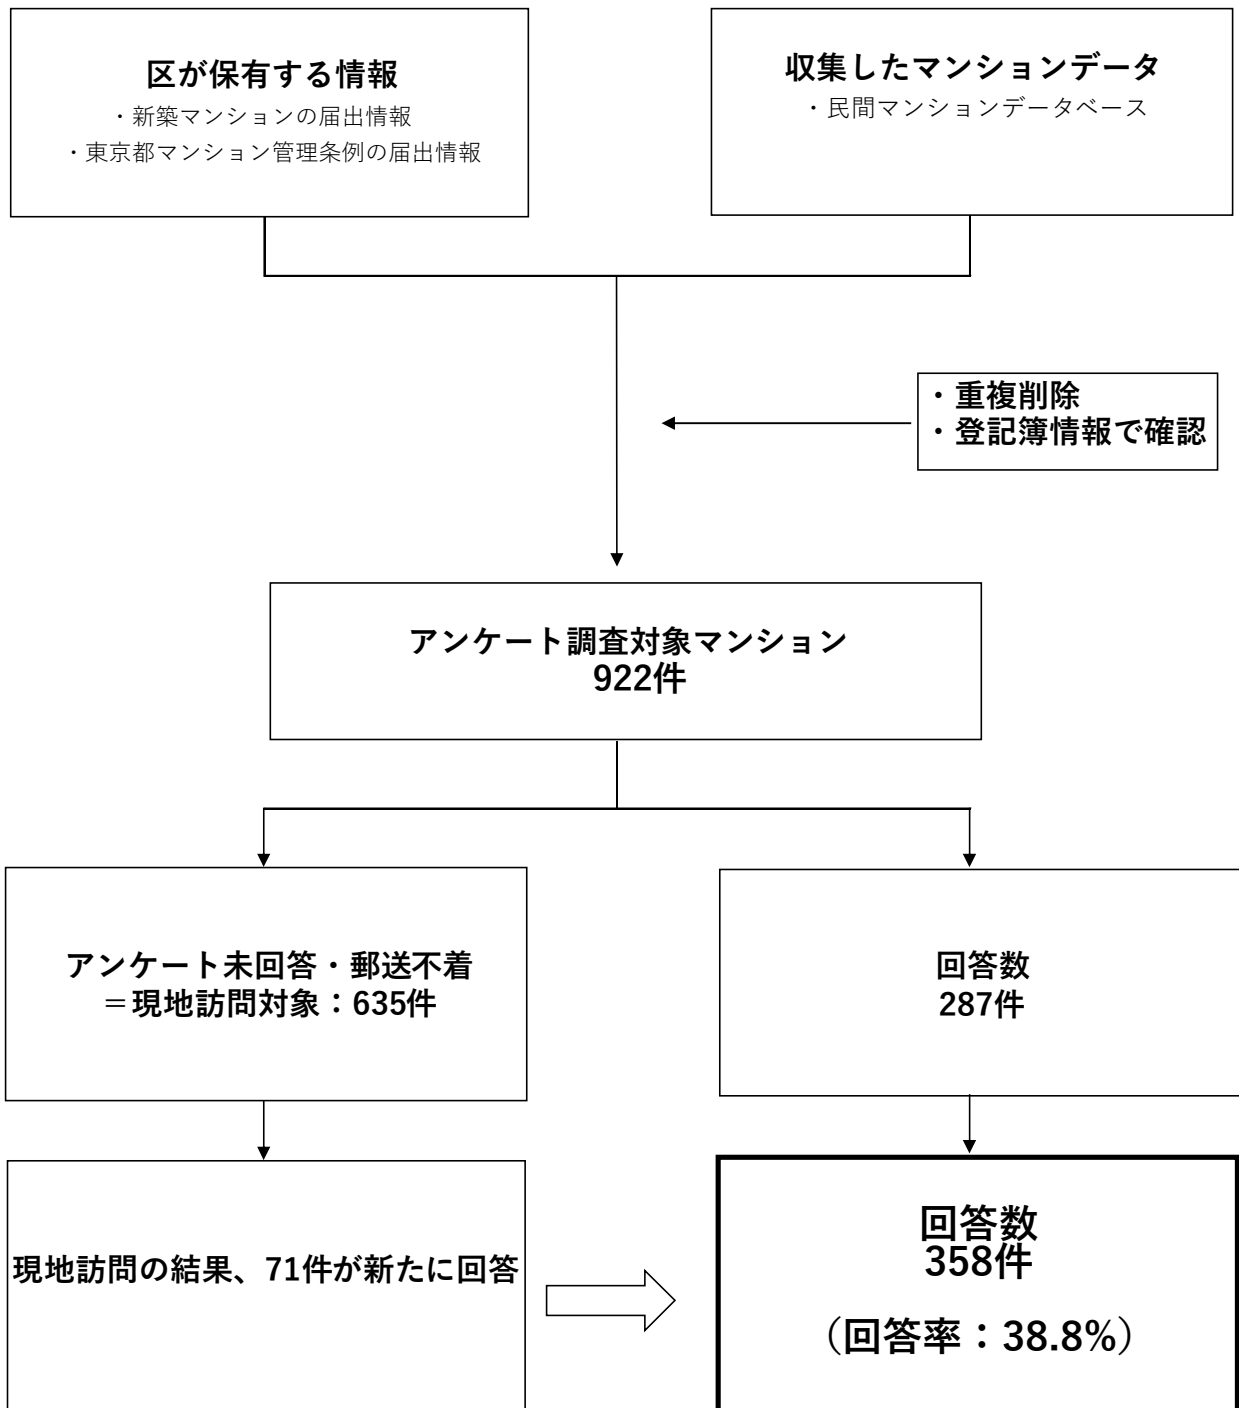 区が保有する情報
・新築マンションの届出情報
・東京都マンション管理条例の届出情報
収集したマンションデータ
・民間マンションデータベース
・重複削除
・登記簿情報で確認
アンケート調査対象マンション
922件
アンケート未回答・郵送不着
＝現地訪問対象：635件
回答数
287件
現地訪問の結果、71件が新たに回答
回答数
358件
（回答率：38.8%）